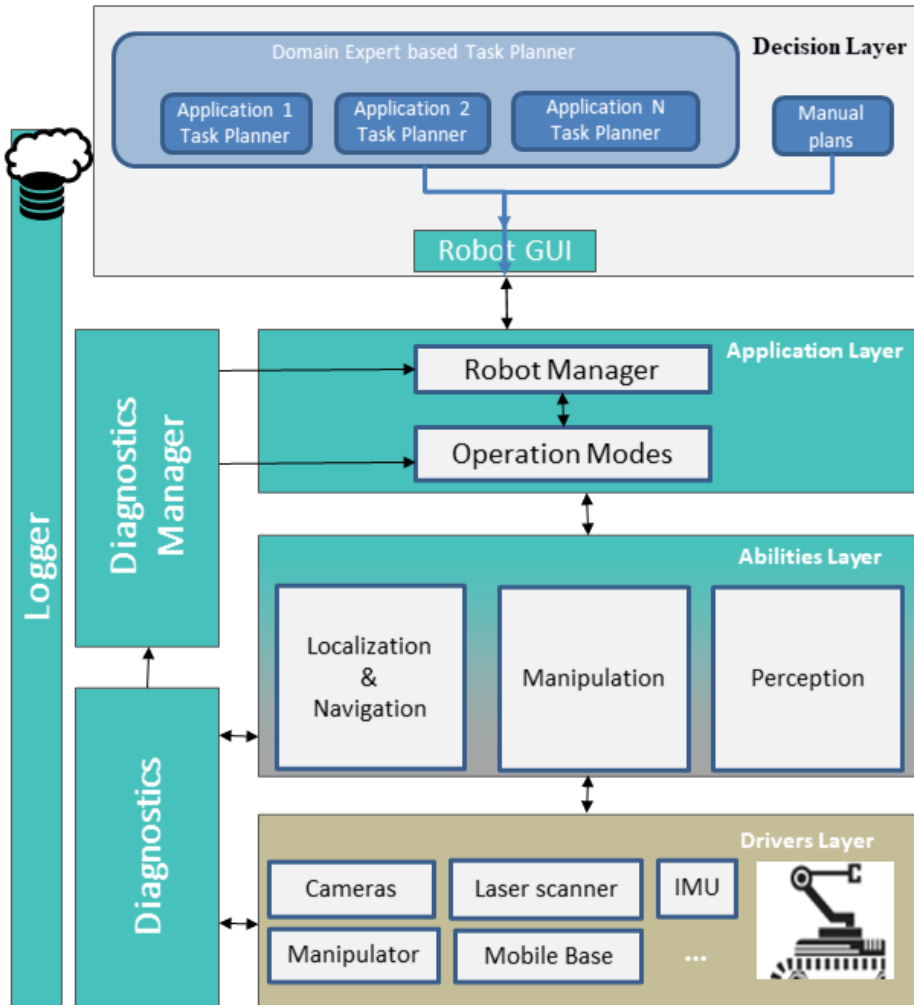 Decision Layer
Domain Expert based Task Planner
Application 1
Task Planner
Application 2
Task Planner
Application N
Task Planner
Manual
plans
Robot GUI
Application Layer
Robot Manager
Operation Modes
Diagnostics
Manager
Logger
Abilities Layer
Localization
&
Navigation
Manipulation
Perception
Diagnostics
Drivers Layer
Cameras
Laser scanner
IMU
Manipulator
Mobile Base
...